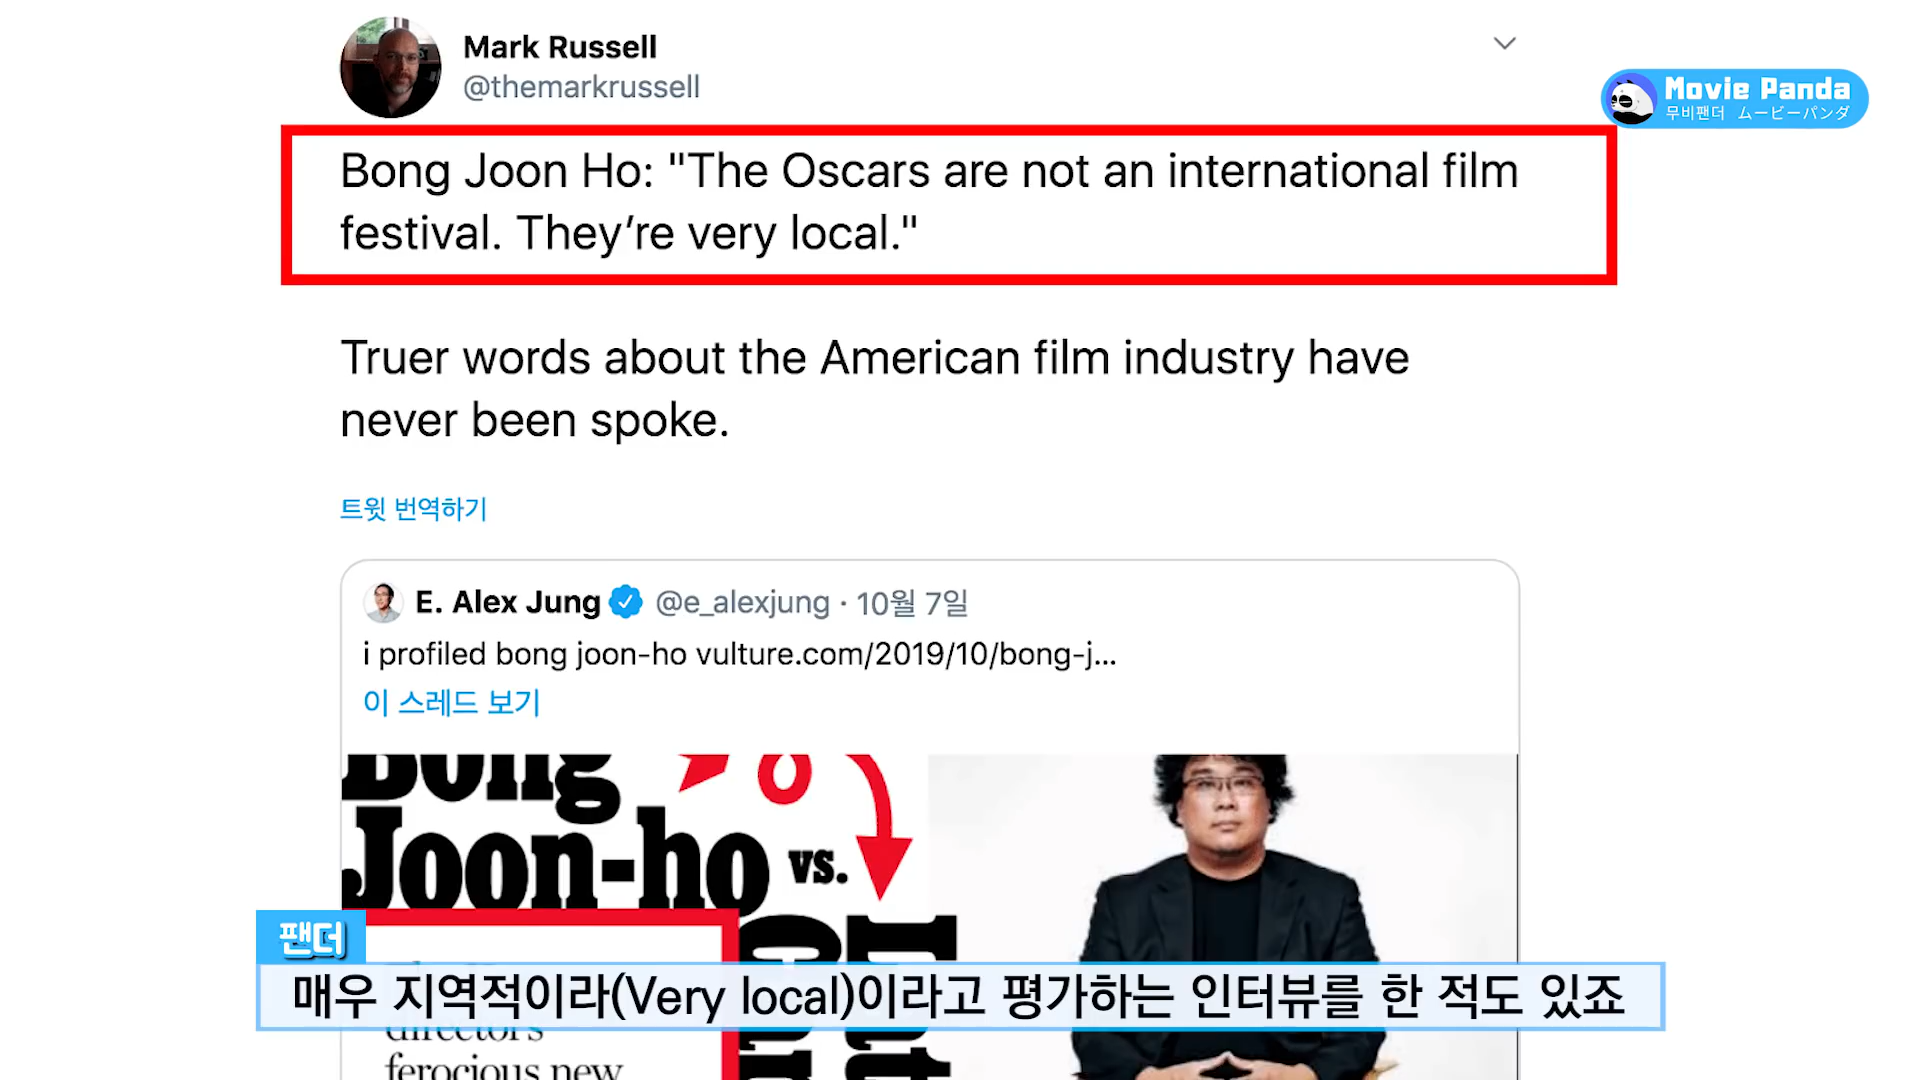 Mark Russell
@themarkrussell
Movie Panda
무비팬더 ムービーパンダ
Bong Joon Ho: "The Oscars are not an international film
festival. They're very local."
Truer words about the American film industry have
never been spoke.
트윗 번역하기
E. Alex Jung @e_alexjung · 10월 7일
i profiled bong joon-ho vulture.com/2019/10/bong-j...
이 스레드 보기
Bong
Joon-ho vs.
팬더
매우 지역적이라(Very local)이라고 평가하는 인터뷰를 한 적도 있죠
director's
ferocious new